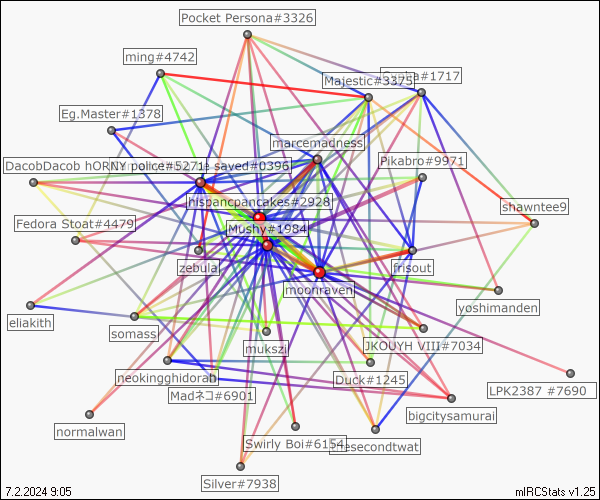 Pocket Persona#3326
ming#4742
Majestic#3375
#1717
Eg.Master#1378
marcemadness
DacobDacob hORNY police#5271
saved#0396
Pikabro#9971
hispancpancakes#2928
shawntee9
Fedora Stoat#4479
Mushy#1984
zebula
frisout
moonraven
yoshimanden
eliakith
somass
mukszi
JKOUYH VIII#7034
neokingghidorah
Duck#1245
LPK2387 #7690
Madネコ#6901
bigcitysamurai
normalwan
Swirly Boi#6154
esecondtwat
Silver#7938
7.2.2024 9:05
mIRCStats v1.25